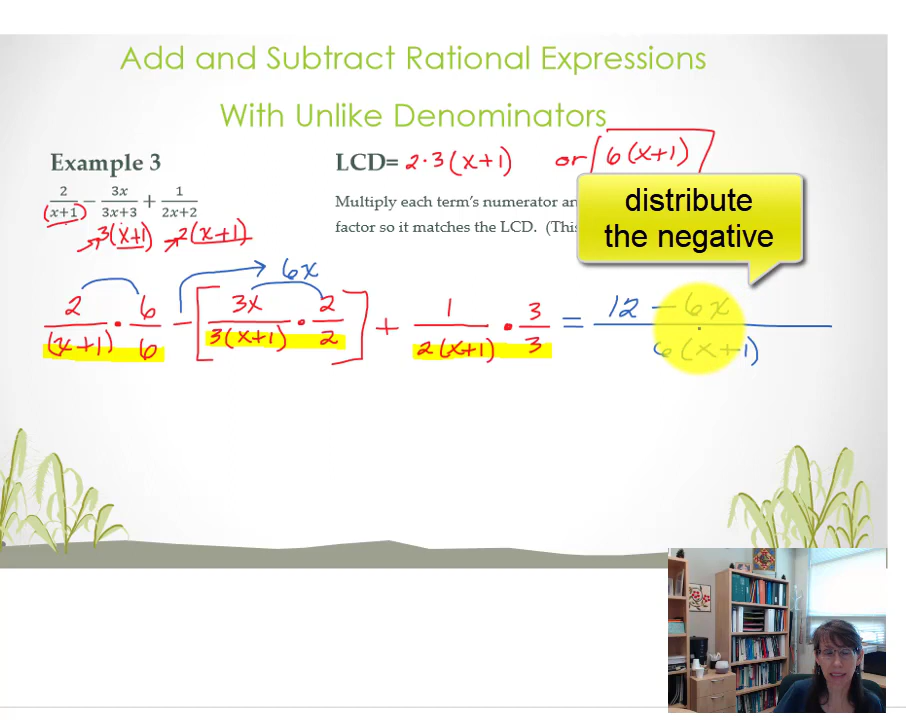 Add and Subtract Rational Expressions
With Unlike Denominators
Example 3
LCD= 2·3(x+1) or 6(x+1)
2/(x+1) − 3x/3x+3 + 1/2x+2
Multiply each term's numerator an
factor so it matches the LCD. (This
3(x+1) 2(x+1)
distribute
the negative
6x
2/(x+1) · 6/6 − [3x/3(x+1) · 2/2] + 1/2(x+1) · 3/3 = 12 − 6x/6(x+1)